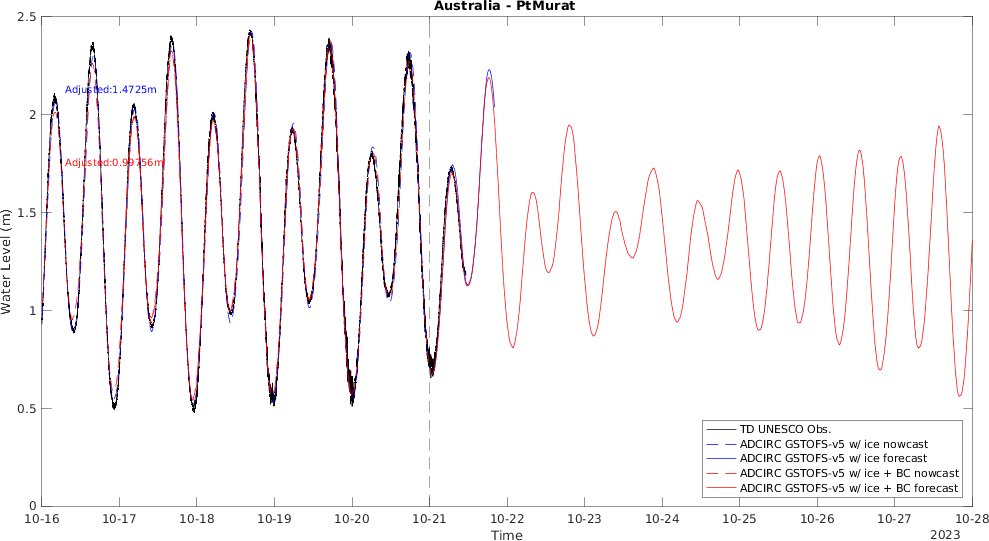 Australia - PtMurat
2.5
2
1.5
1
0.5
0
Water Level (m)
Adjusted:1.4725m
Adjusted:0.99756m
TD UNESCO Obs.
ADCIRC GSTOFS-v5 w/ ice nowcast
ADCIRC GSTOFS-v5 w/ ice forecast
ADCIRC GSTOFS-v5 w/ ice + BC nowcast
ADCIRC GSTOFS-v5 w/ ice + BC forecast
10-16 10-17 10-18 10-19 10-20 10-21 10-22 10-23 10-24 10-25 10-26 10-27 10-28
Time
2023